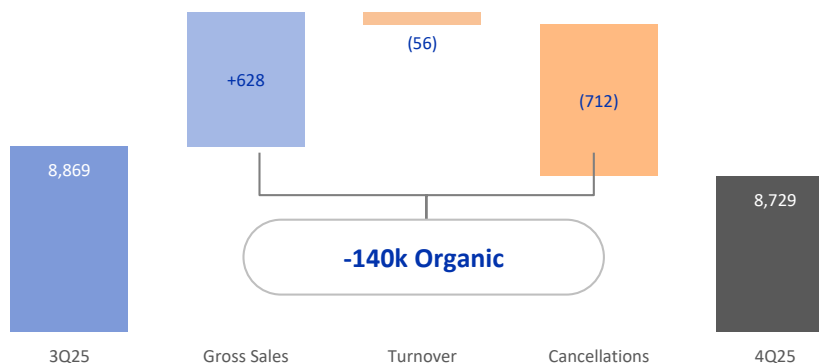 (56)
+628
(712)
8,869
8,729
-140k Organic
3Q25 Gross Sales Turnover Cancellations 4Q25